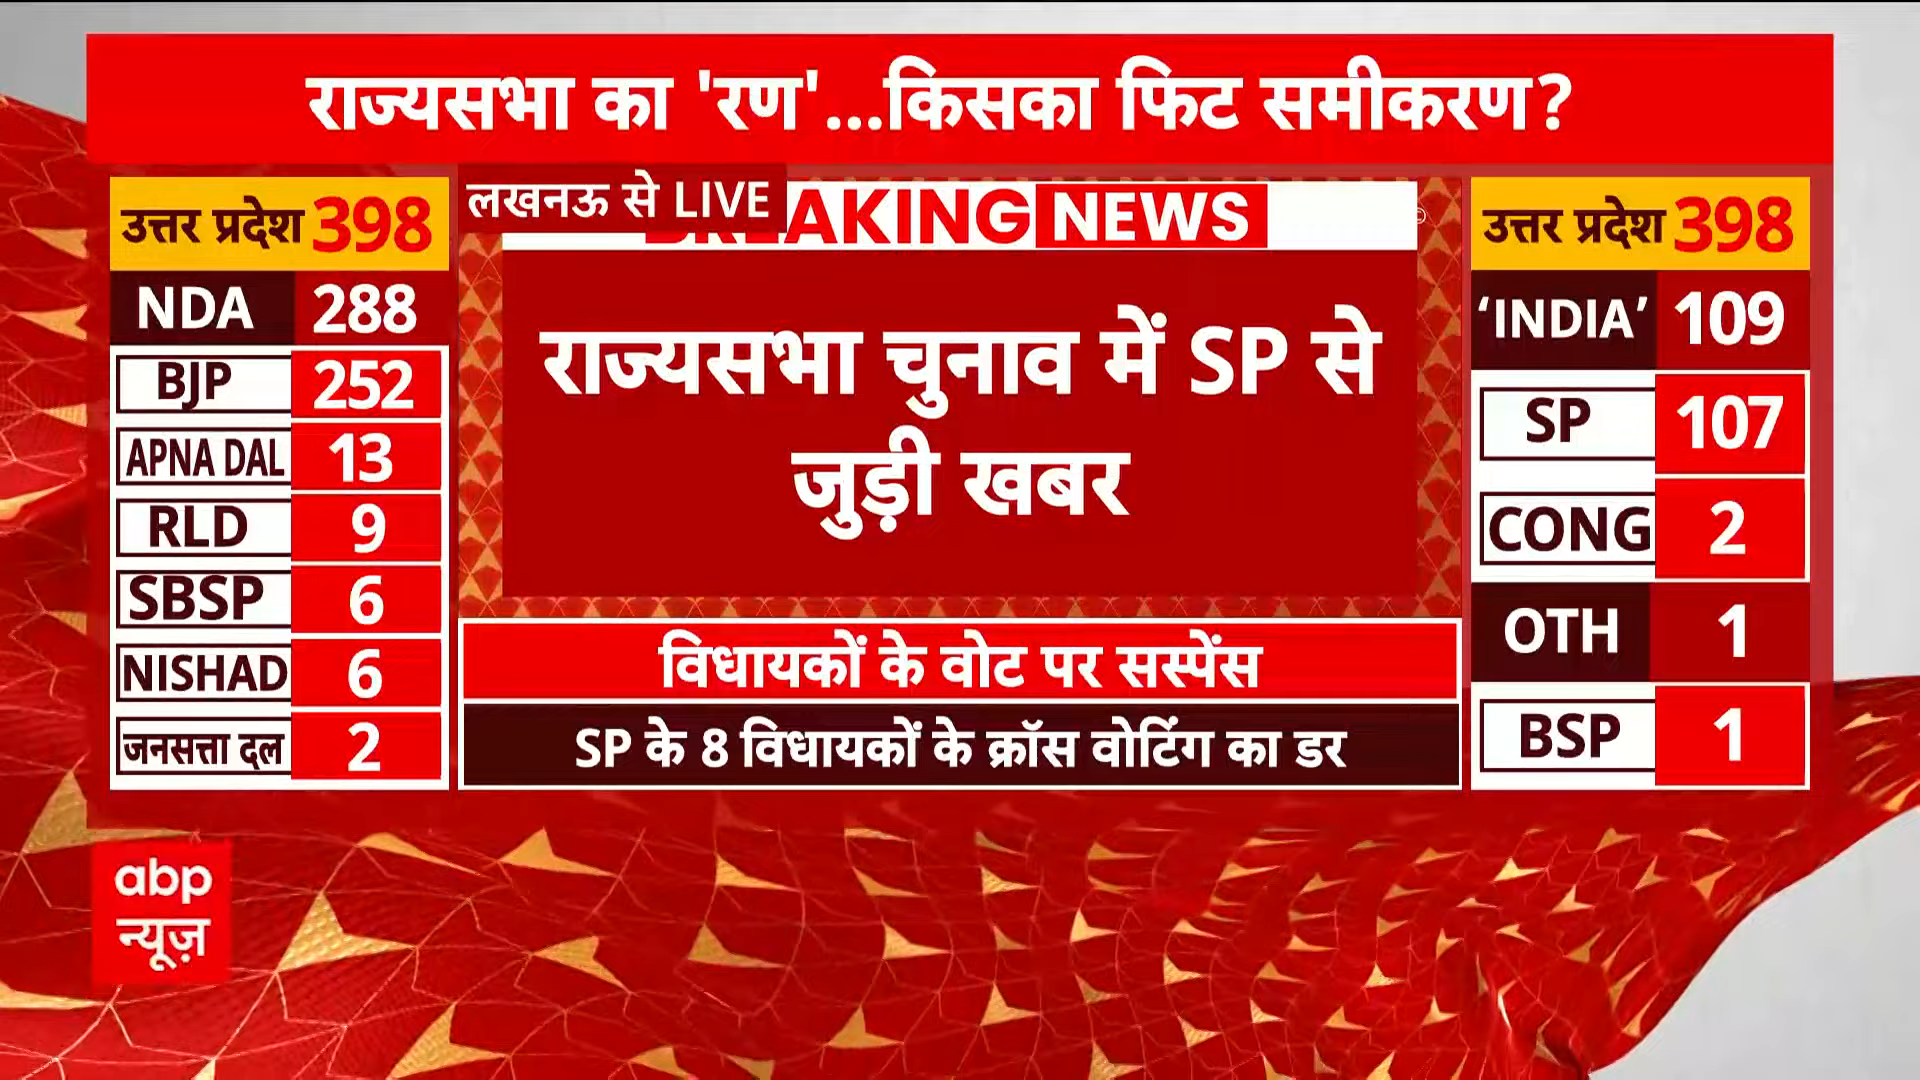 राज्यसभा का 'रण'...किसका फिट समीकरण?
उत्तर प्रदेश 398
NDA 288
BJP 252
APNA DAL 13
RLD 9
SBSP 6
NISHAD 6
जनसत्ता दल 2
लखनऊ से LIVE
BREAKING NEWS
राज्यसभा चुनाव में SP से
जुड़ी खबर
विधायकों के वोट पर सस्पेंस
SP के 8 विधायकों के क्रॉस वोटिंग का डर
उत्तर प्रदेश 398
‘INDIA’ 109
SP 107
CONG 2
OTH 1
BSP 1
abp
न्यूज़